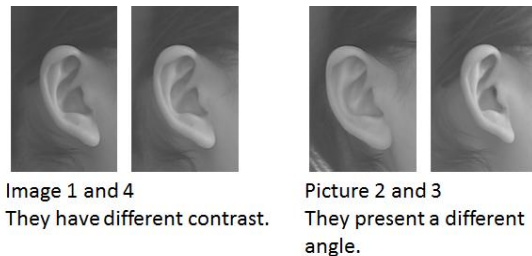 Image 1 and 4
They have different contrast.
Picture 2 and 3
They present a different
angle.